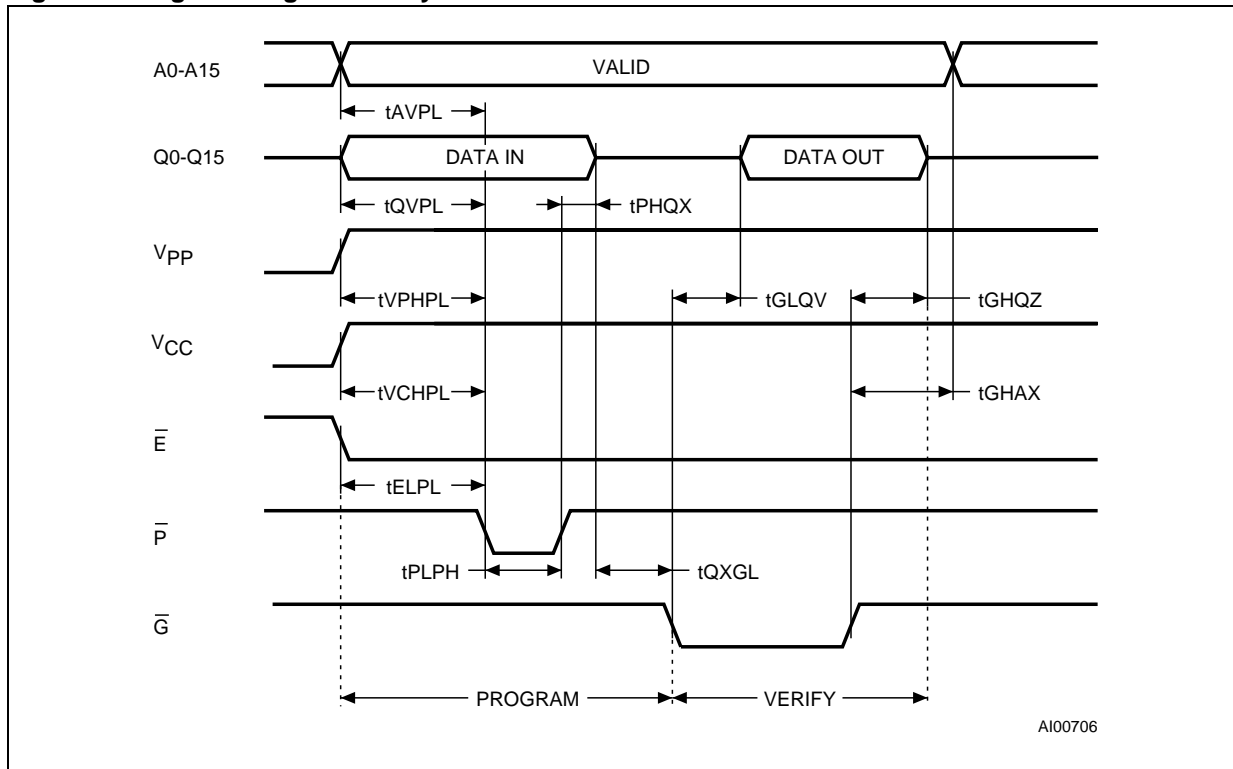 A0-A15
VALID
tAVPL
Q0-Q15
DATA IN
DATA OUT
tQVPL
tPHQX
VPP
tVPHPL
tGLQV
tGHQZ
VCC
tVCHPL
tGHAX
E̅
tELPL
P̅
tPLPH
tQXGL
G̅
PROGRAM
VERIFY
AI00706